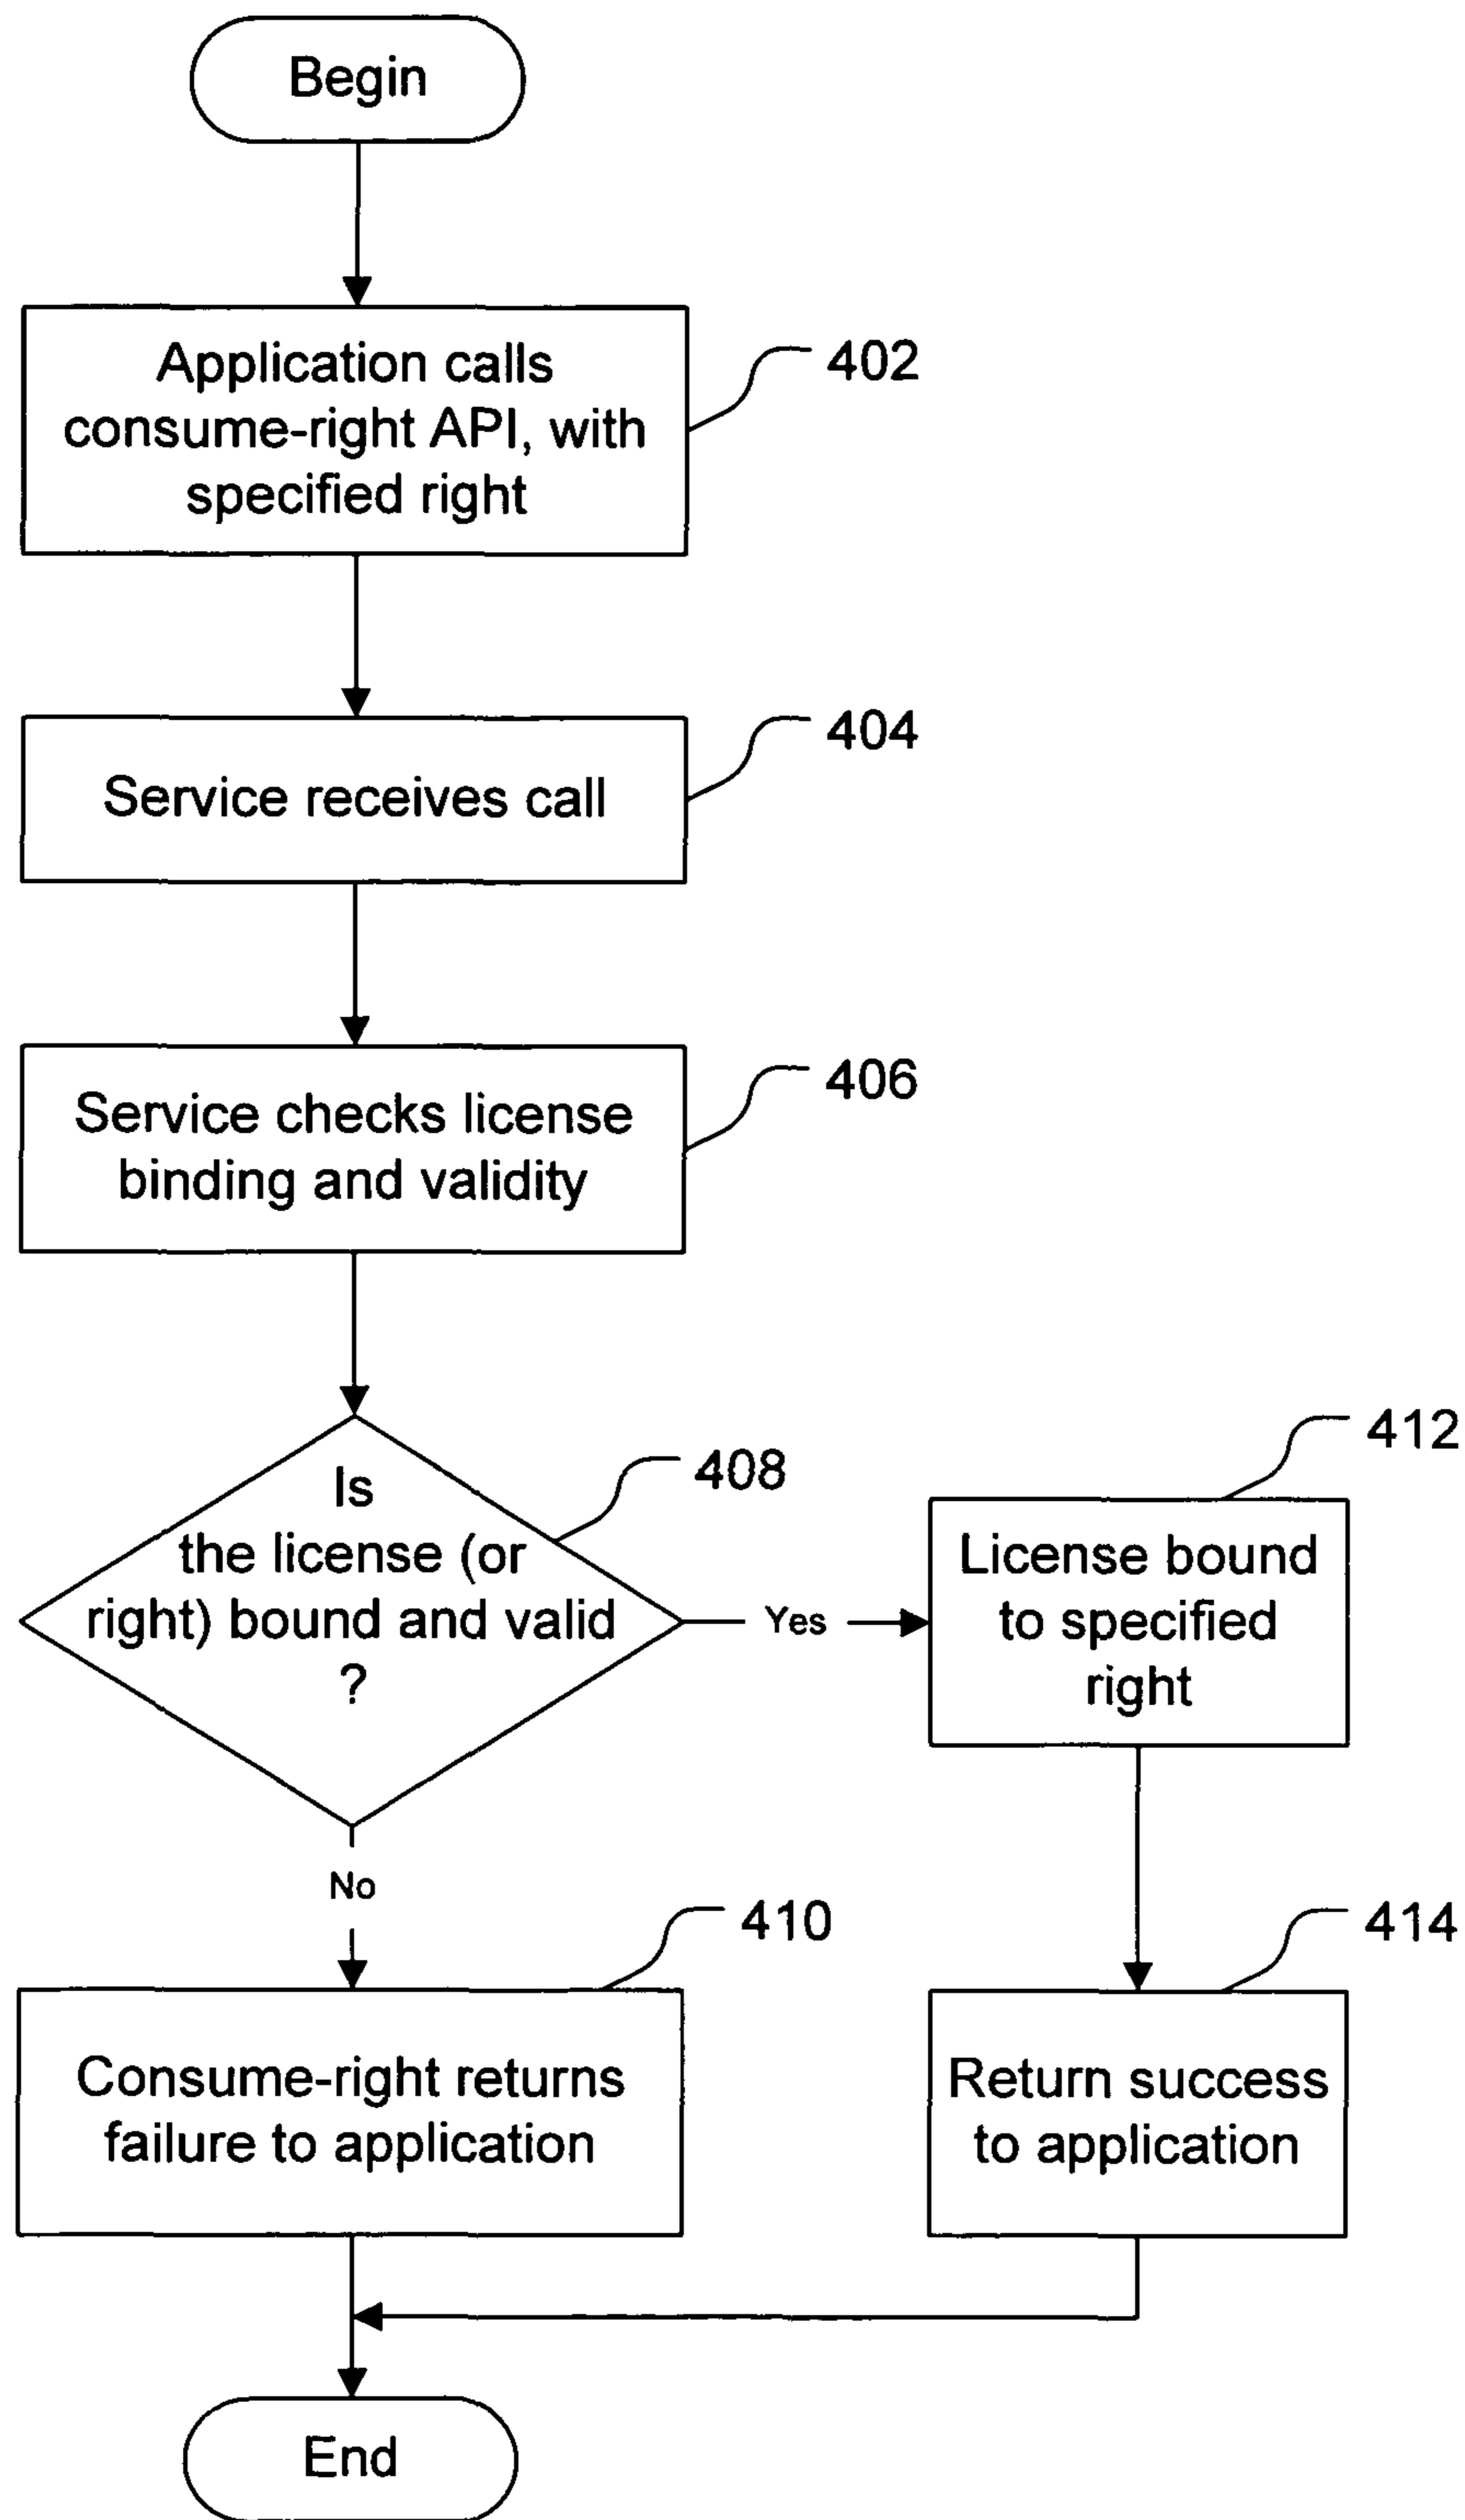 Begin
Application calls
consume-right API, with
specified right
402
Service receives call
404
Service checks license
binding and validity
406
Is
the license (or
right) bound and valid
?
408
Yes
License bound
to specified
right
412
No
Consume-right returns
failure to application
410
Return success
to application
414
End